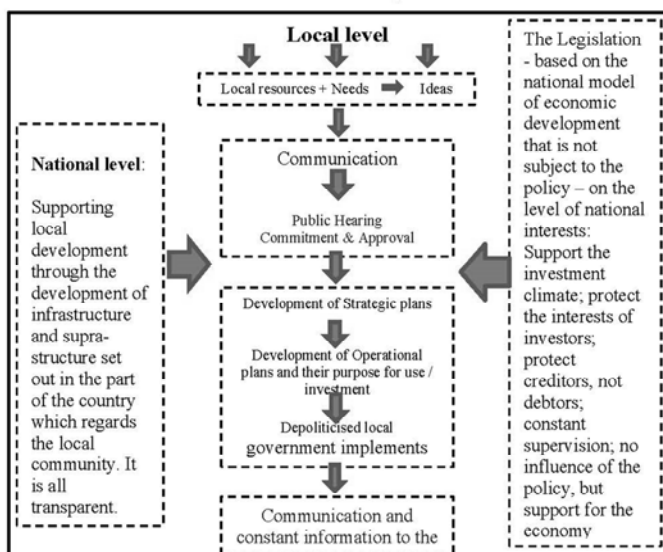 Local level
Local resources + Needs
Ideas
Communication
Public Hearing
Commitment & Approval
Development of Strategic plans
Development of Operational
plans and their purpose for use /
investment
Depoliticised local
government implements
Communication and
constant information to the
National level:
Supporting
local
development
through the
development of
infrastructure
and supra-
structure set
out in the part
of the country
which regards
the local
community. It
is all
transparent.
The Legislation
- based on the
national model
of economic
development
that is not
subject to the
policy – on the
level of national
interests:
Support the
investment
climate; protect
the interests of
investors;
protect
creditors, not
debtors;
constant
supervision; no
influence of the
policy, but
support for the
economy